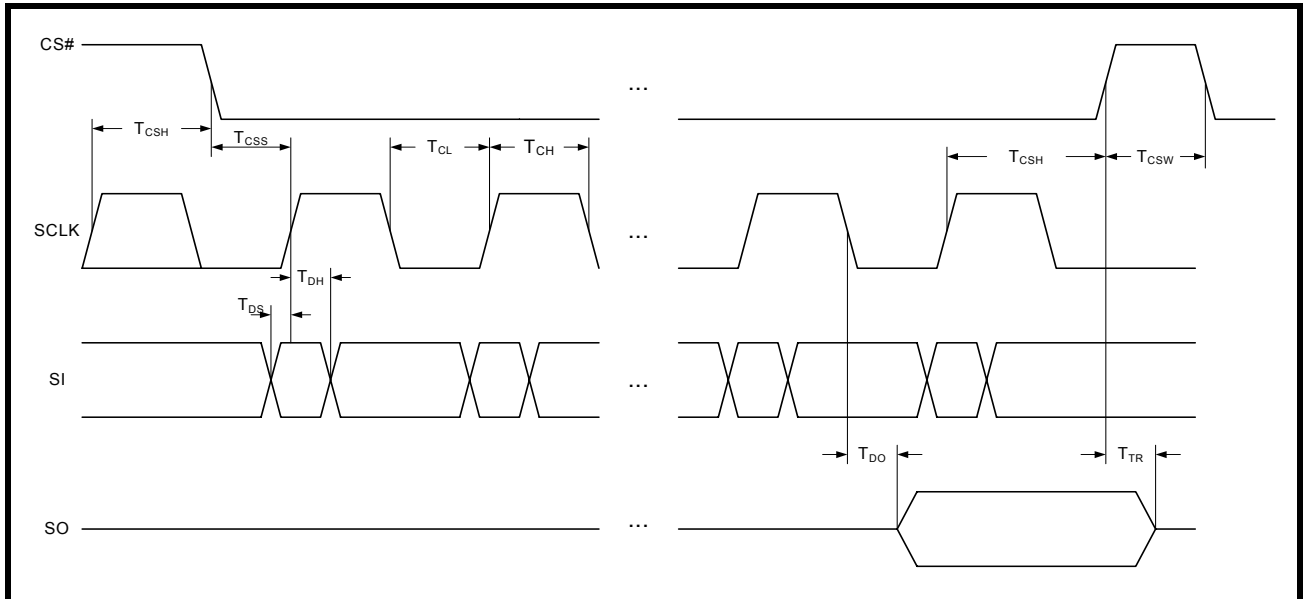 CS#
...
T_CSH
T_CSS
T_CL
T_CH
T_CSH
T_CSW
SCLK
...
T_DH
T_DS
SI
...
T_DO
T_TR
SO
...